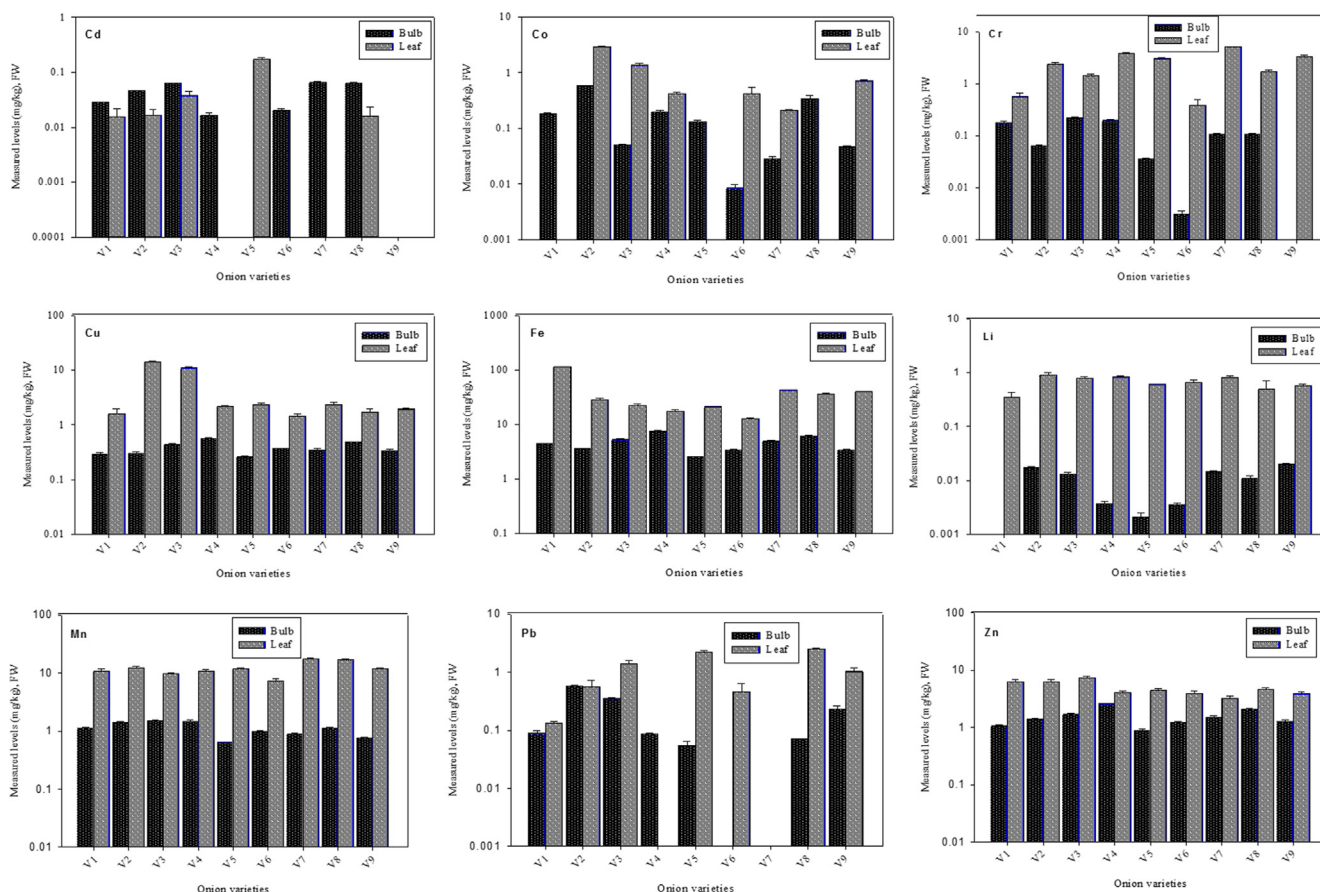 Cd
Bulb
Leaf
Measured levels (mg/kg), FW
1
0.1
0.01
0.001
0.0001
V1 V2 V3 V4 V5 V6 V7 V8 V9
Onion varieties
Co
Bulb
Leaf
Measured levels (mg/kg), FW
10
1
0.1
0.01
0.001
V1 V2 V3 V4 V5 V6 V7 V8 V9
Onion varieties
Cr
Bulb
Leaf
Measured levels (mg/kg), FW
10
1
0.1
0.01
0.001
V1 V2 V3 V4 V5 V6 V7 V8 V9
Onion varieties
Cu
Bulb
Leaf
Measured levels (mg/kg), FW
100
10
1
0.1
0.01
V1 V2 V3 V4 V5 V6 V7 V8 V9
Onion varieties
Fe
Bulb
Leaf
Measured levels (mg/kg), FW
1000
100
10
1
0.1
V1 V2 V3 V4 V5 V6 V7 V8 V9
Onion varieties
Li
Bulb
Leaf
Measured levels (mg/kg), FW
10
1
0.1
0.01
0.001
V1 V2 V3 V4 V5 V6 V7 V8 V9
Onion varieties
Mn
Bulb
Leaf
Measured levels (mg/kg), FW
100
10
1
0.1
0.01
V1 V2 V3 V4 V5 V6 V7 V8 V9
Onion varieties
Pb
Bulb
Leaf
Measured levels (mg/kg), FW
10
1
0.1
0.01
0.001
V1 V2 V3 V4 V5 V6 V7 V8 V9
Onion varieties
Zn
Bulb
Leaf
Measured levels (mg/kg), FW
100
10
1
0.1
0.01
V1 V2 V3 V4 V5 V6 V7 V8 V9
Onion varieties